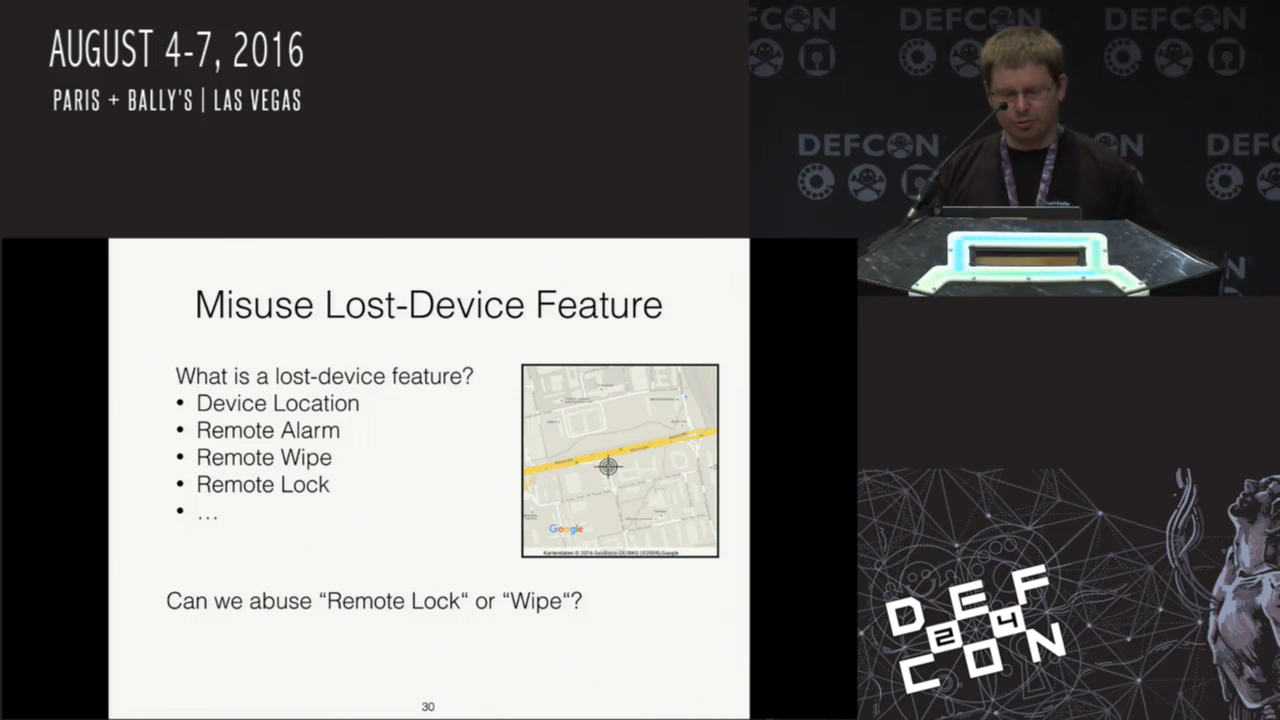 AUGUST 4-7, 2016
PARIS + BALLY'S | LAS VEGAS
DEFCON DEFCON
DEFCON
Misuse Lost-Device Feature
What is a lost-device feature?
• Device Location
• Remote Alarm
• Remote Wipe
• Remote Lock
• …
Google
Can we abuse “Remote Lock“ or “Wipe“?
30
DEF
24
CON